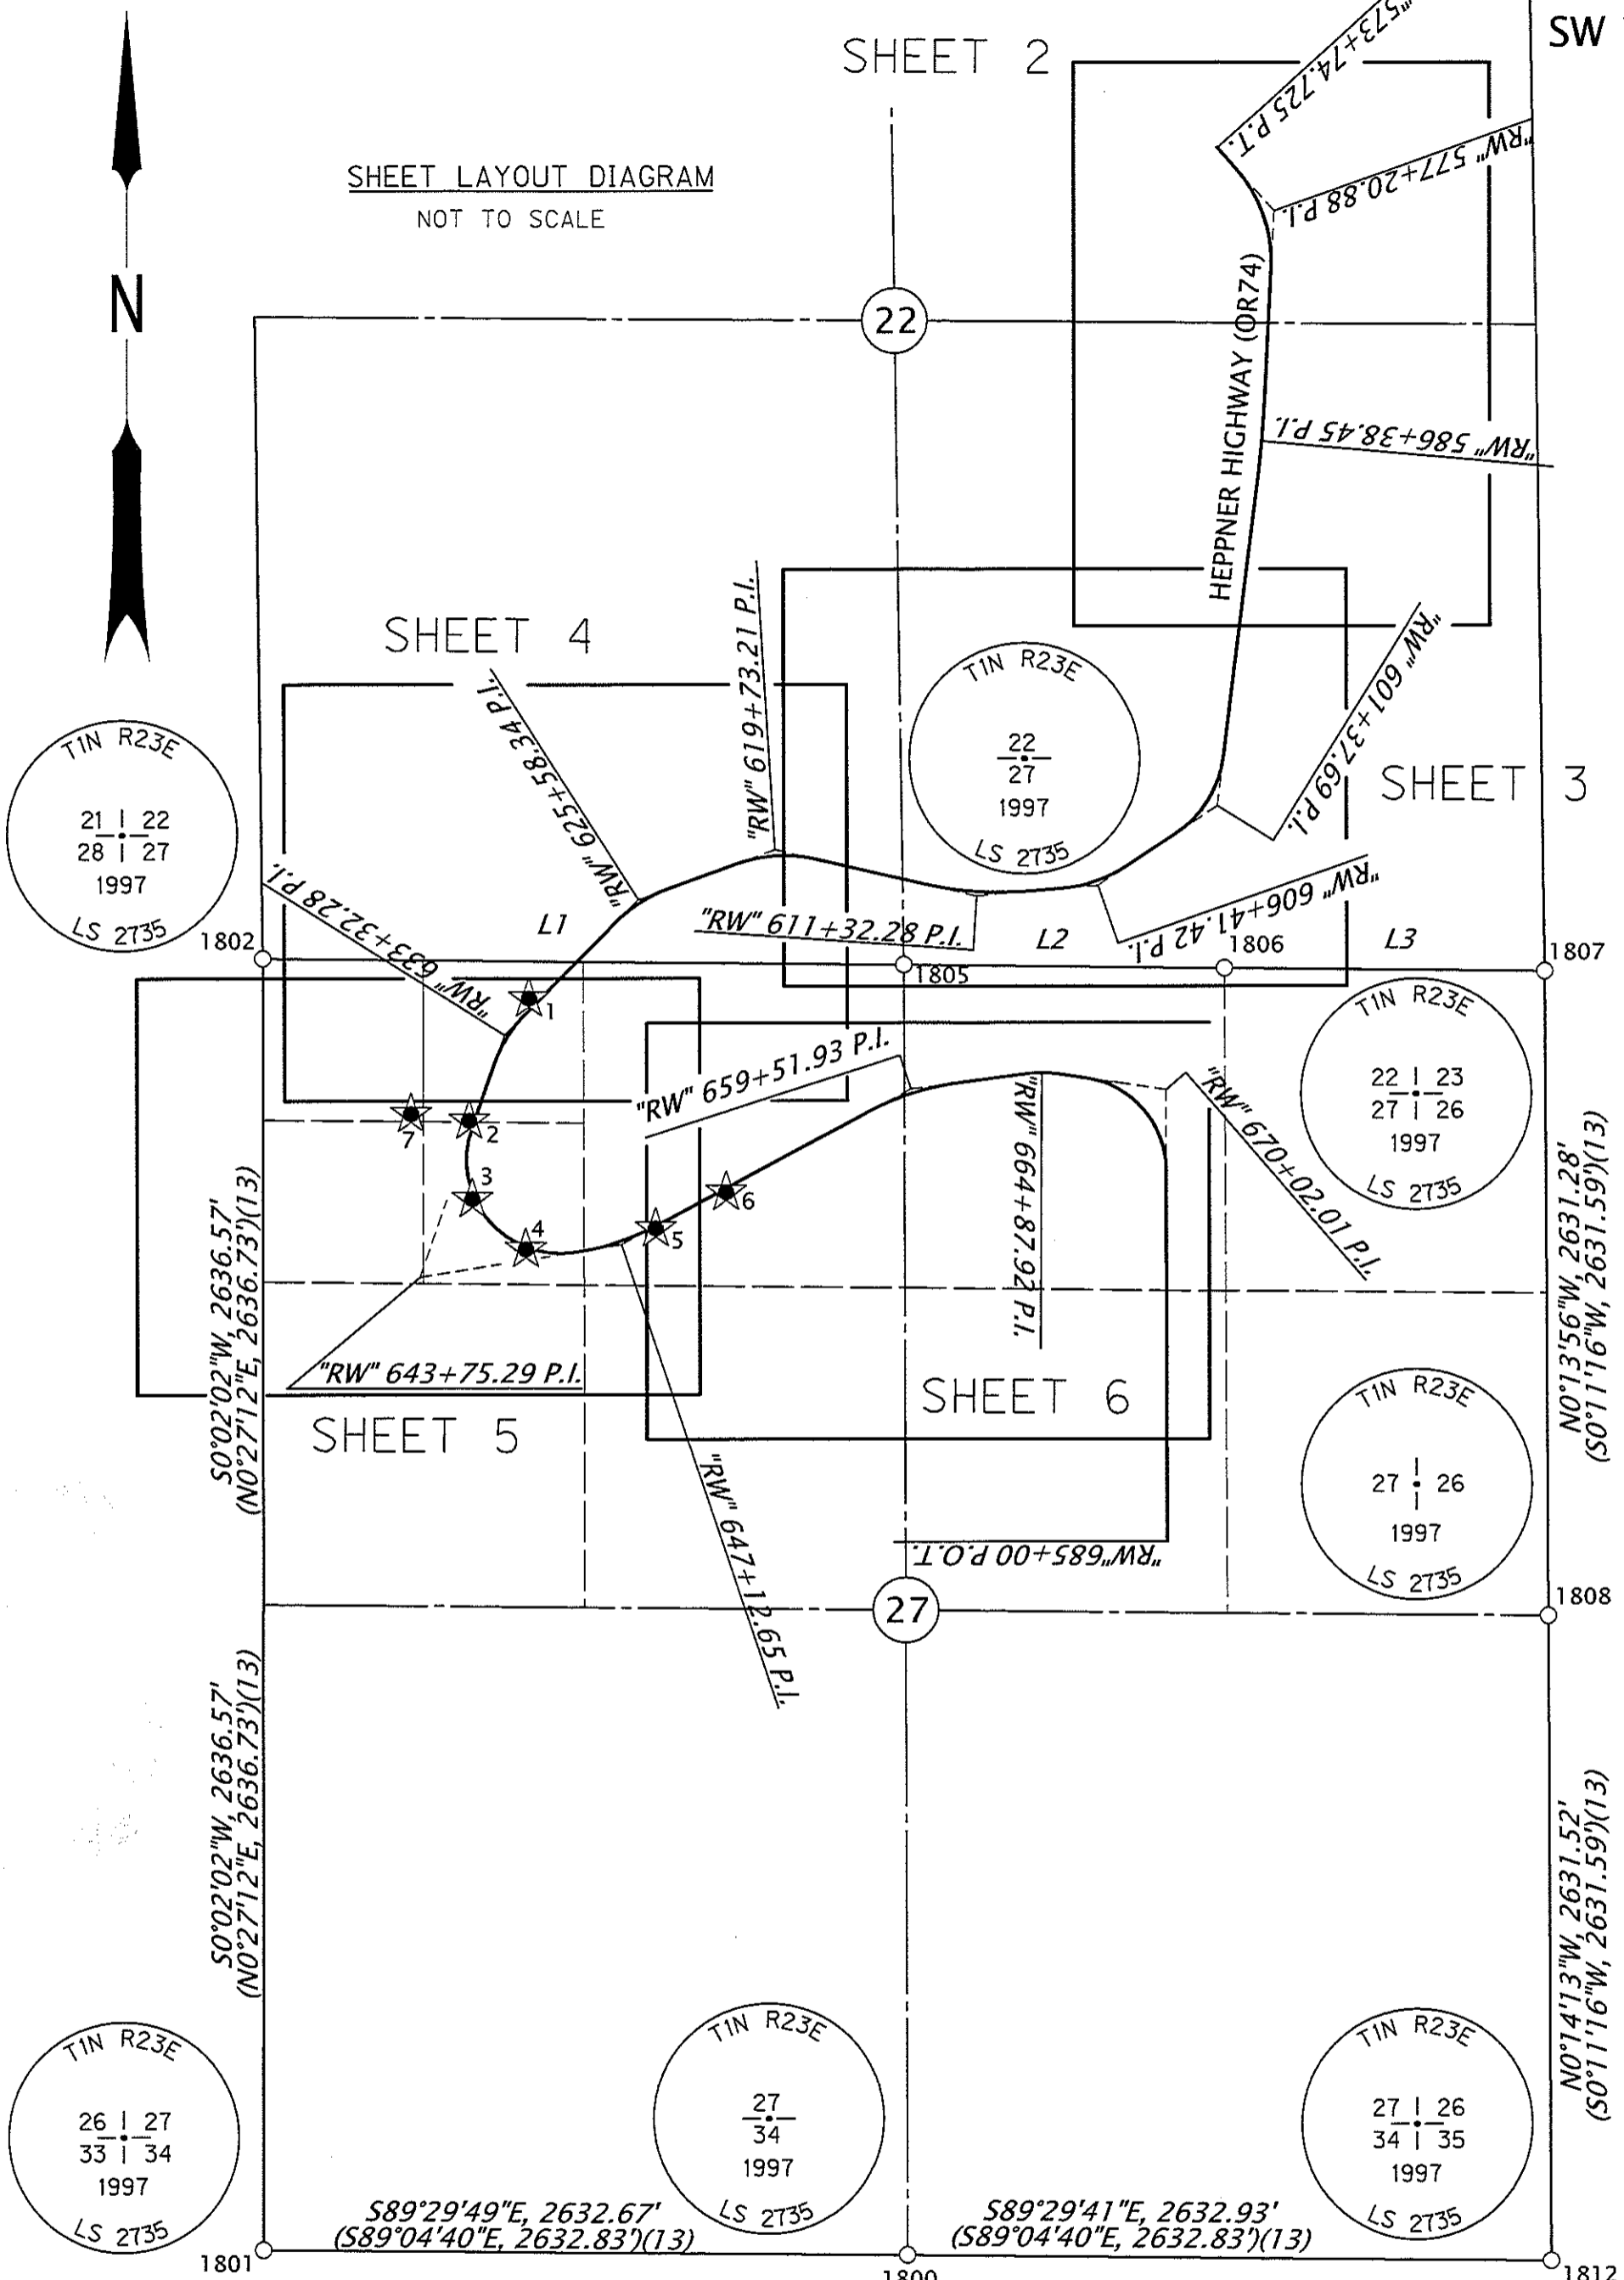 SHEET 2
SW
"573+74.725 P.T.
"RW" 577+20.88 P.I.
SHEET LAYOUT DIAGRAM
NOT TO SCALE
N
22
HEPPNER HIGHWAY (OR74)
"RW" 586+38.45 P.I.
SHEET 4
"RW" 619+73.21 P.I.
"RW" 625+58.34 P.I.
T1N R23E
22
27
1997
LS 2735
"RW" 601+37.69 P.I.
SHEET 3
T1N R23E
21 22
28 27
1997
LS 2735
"RW" 633+32.28 P.I.
"RW" 606+41.42 P.I.
"RW" 611+32.28 P.I.
L1
L2
L3
1802
1805
1806
1807
1
T1N R23E
22 23
27 26
1997
LS 2735
"RW" 659+51.93 P.I.
"RW" 664+87.92 P.I.
"RW" 670+02.01 P.I.
7
2
3
4
5
6
S0°02'02"W, 2636.57'
(N0°27'12"E, 2636.73')(13)
N0°13'56"W, 2631.28'
(S0°11'16"W, 2631.59')(13)
"RW" 643+75.29 P.I.
SHEET 5
SHEET 6
"RW" 647+12.65 P.I.
"RW"685+00 P.O.T.
T1N R23E
27 26
1997
LS 2735
27
1808
S0°02'02"W, 2636.57'
(N0°27'12"E, 2636.73')(13)
N0°14'13"W, 2631.52'
(S0°11'16"W, 2631.59')(13)
T1N R23E
26 27
33 34
1997
LS 2735
T1N R23E
27
34
1997
LS 2735
T1N R23E
27 26
34 35
1997
LS 2735
S89°29'49"E, 2632.67'
(S89°04'40"E, 2632.83')(13)
S89°29'41"E, 2632.93'
(S89°04'40"E, 2632.83')(13)
1801
1800
1812